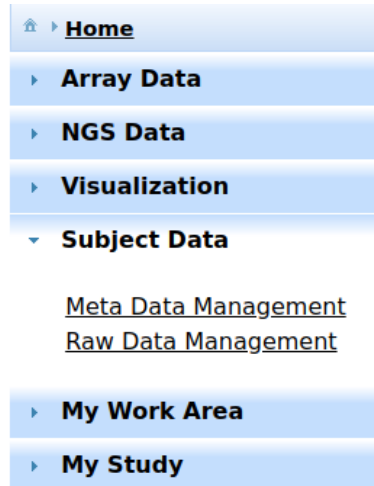 Home
Array Data
NGS Data
Visualization
Subject Data
Meta Data Management
Raw Data Management
My Work Area
My Study